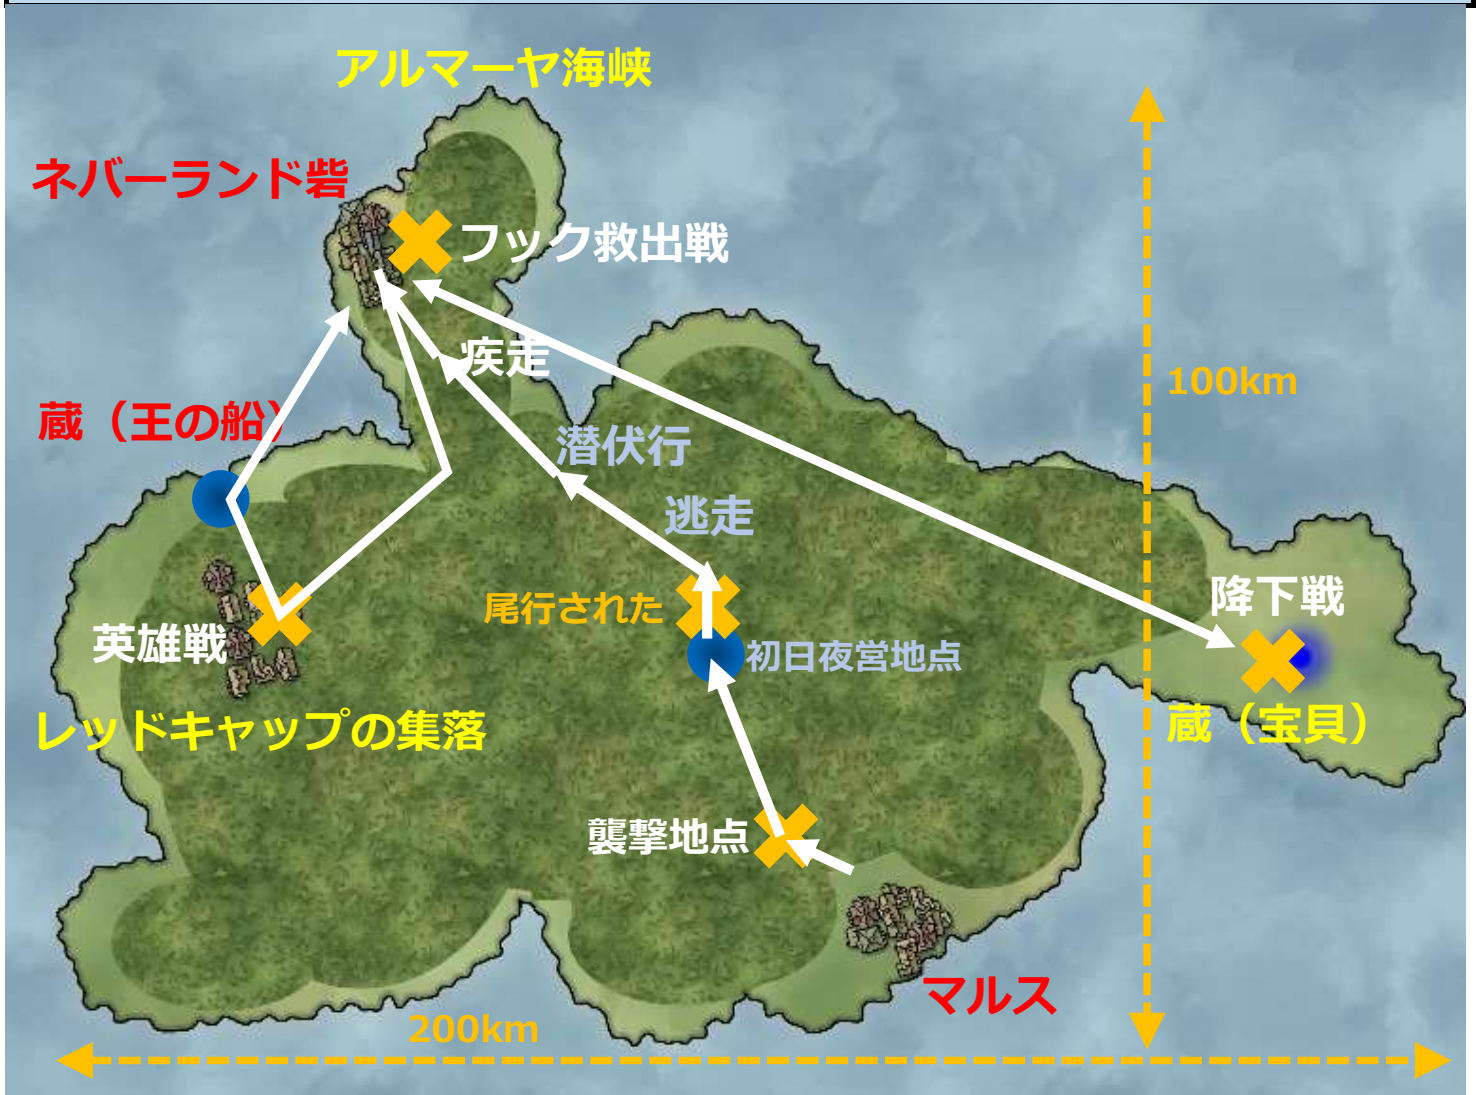 アルマーヤ海峡
ネバーランド砦
フック救出戦
疾走
100km
蔵（王の船）
潜伏行
逃走
尾行された
降下戦
英雄戦
初日夜営地点
レッドキャップの集落
蔵（宝貝）
襲撃地点
マルス
200km